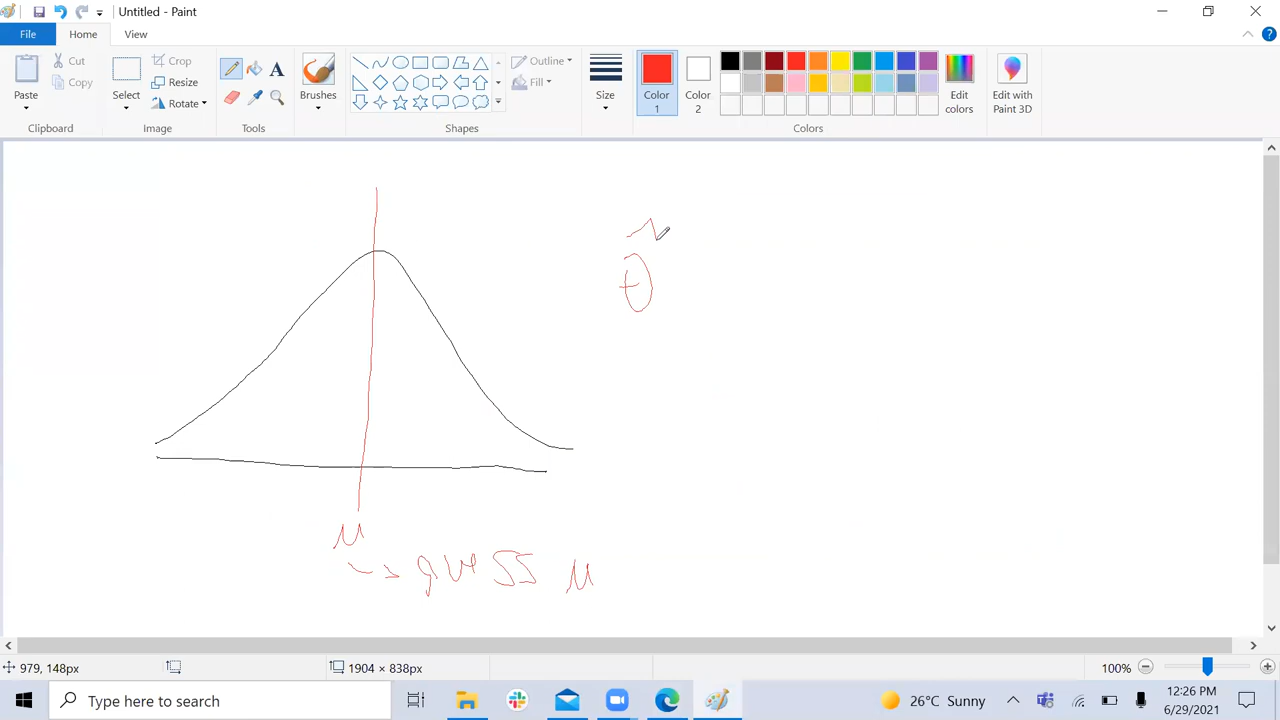 Untitled - Paint
File Home View
Paste
Cut
Copy
Clipboard
Select
Crop
Resize
Rotate
Image
A
Tools
Brushes
Outline
Fill
Shapes
Size
Color 1
Color 2
Edit colors
Edit with Paint 3D
Colors
θ
μ
guess μ
979, 148px
1904 × 838px
100%
Type here to search
26°C Sunny
12:26 PM
6/29/2021